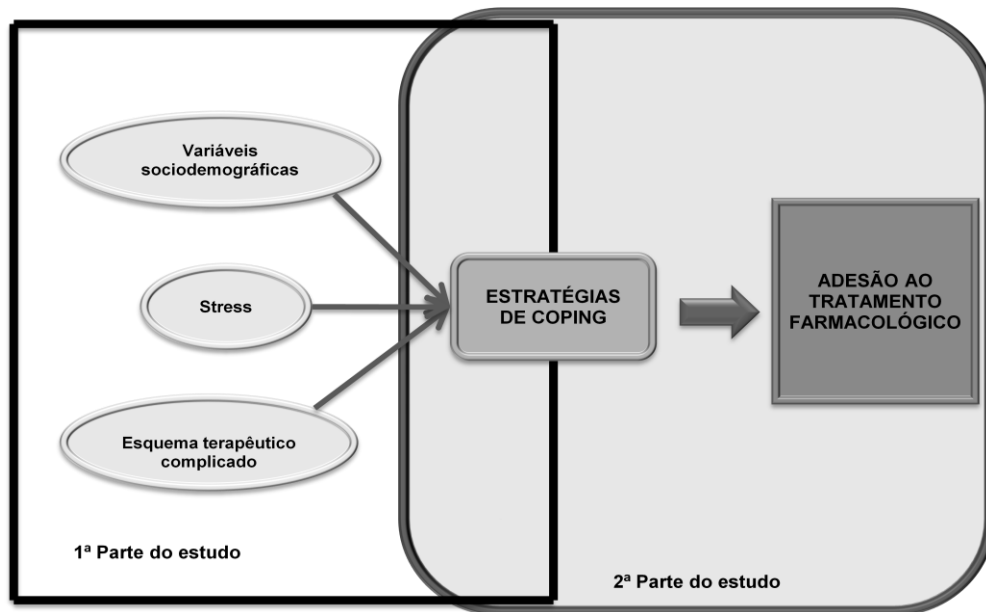 Variáveis
sociodemográficas
Stress
Esquema terapêutico
complicado
1ª Parte do estudo
ESTRATÉGIAS
DE COPING
ADESÃO AO
TRATAMENTO
FARMACOLÓGICO
2ª Parte do estudo